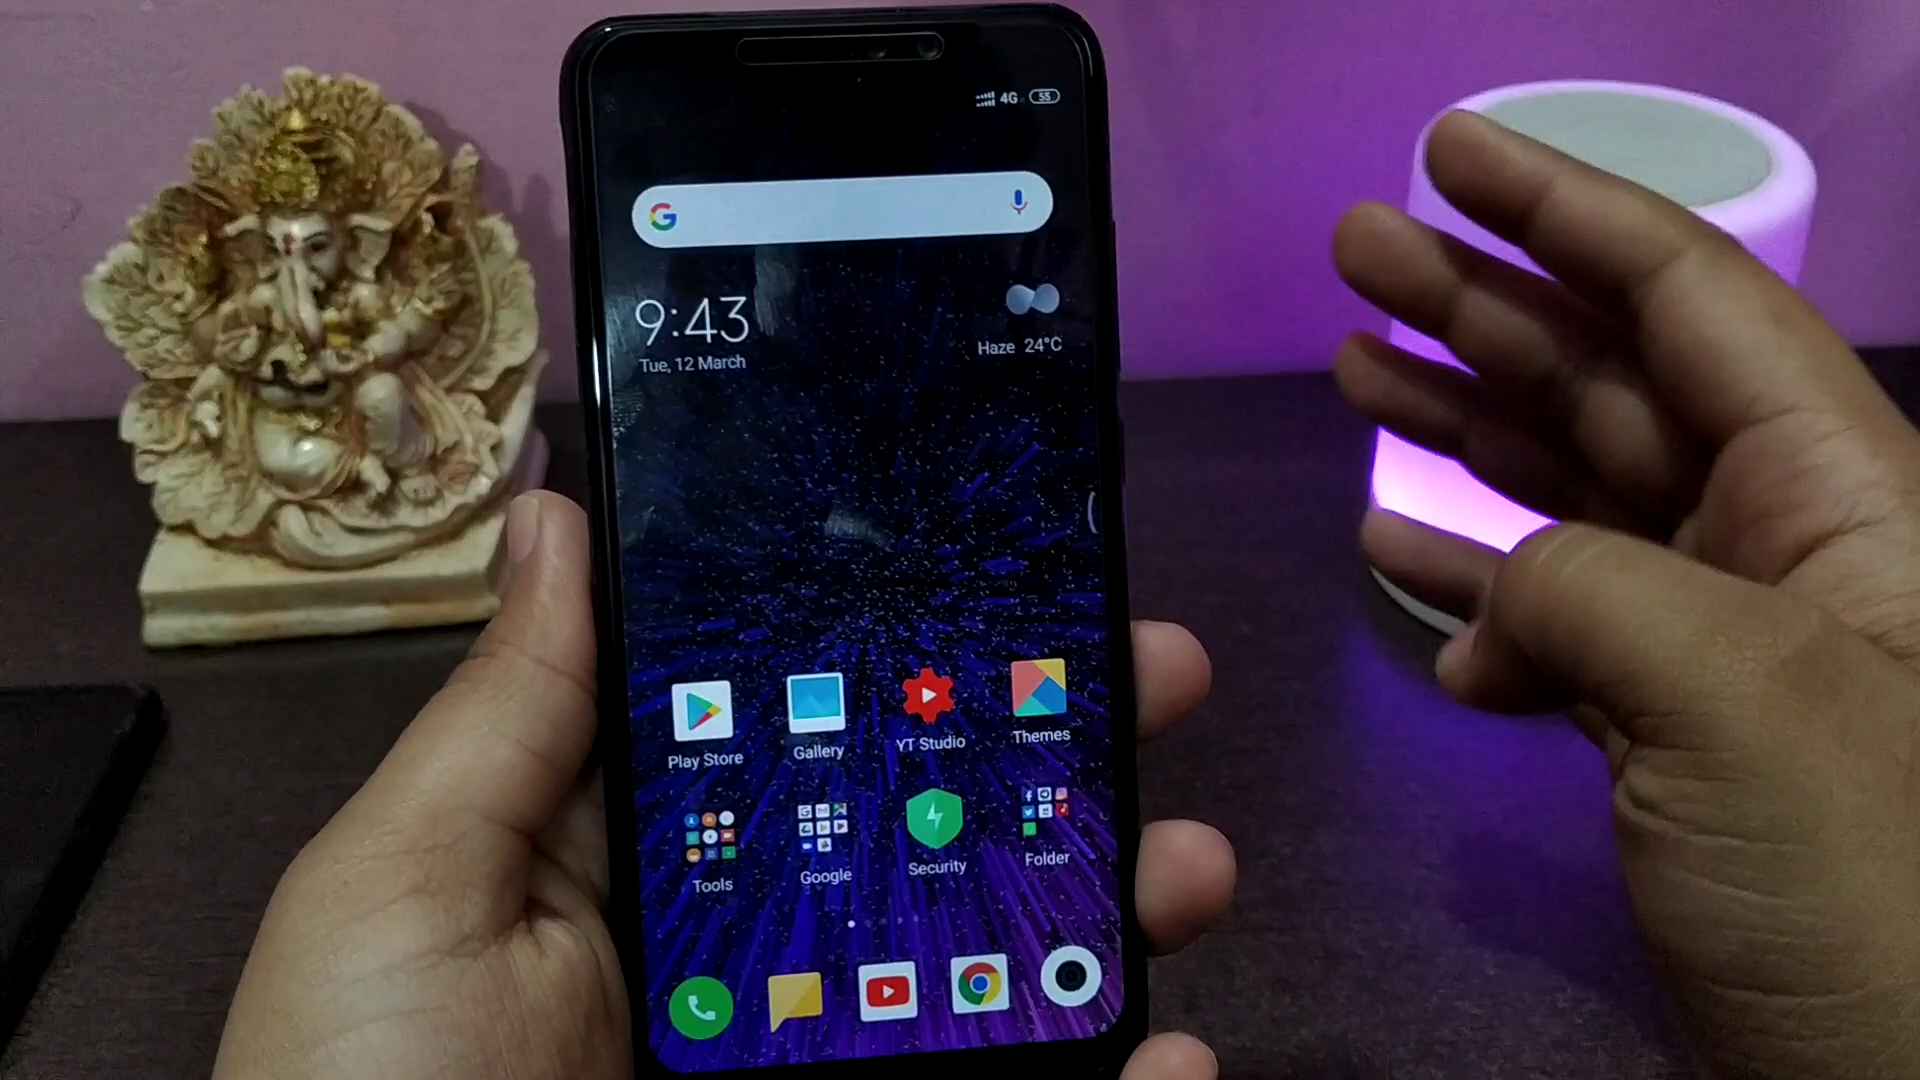 4G 55
9:43
Tue, 12 March
Haze 24°C
Play Store
Gallery
YT Studio
Themes
Tools
Google
Security
Folder